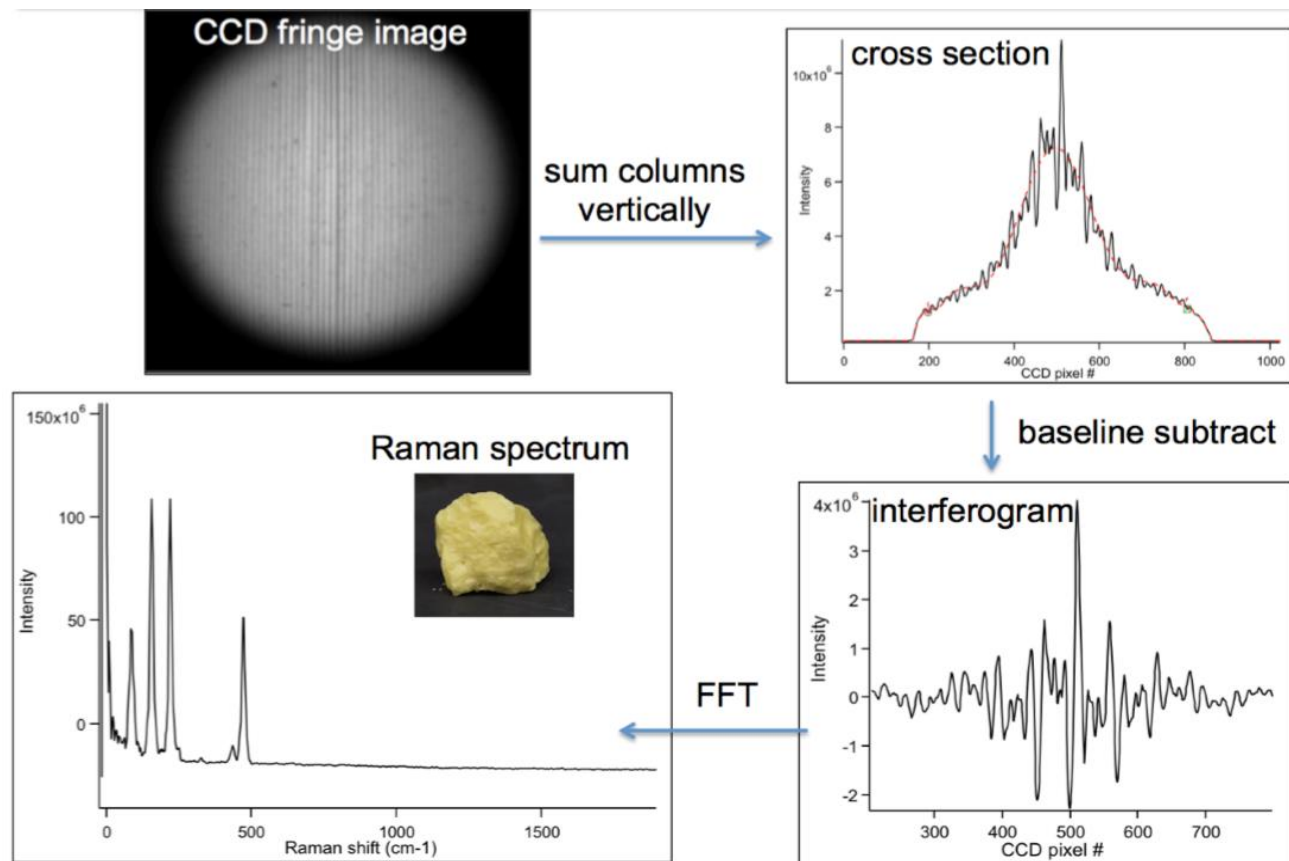 CCD fringe image
sum columns
vertically
cross section
10x10⁶
8
6
4
2
Intensity
0
200
400
600
800
1000
CCD pixel #
baseline subtract
interferogram
4x10⁶
3
2
1
0
-1
-2
Intensity
300
400
500
600
700
CCD pixel #
FFT
Raman spectrum
150x10⁶
100
50
0
Intensity
0
500
1000
1500
Raman shift (cm-1)